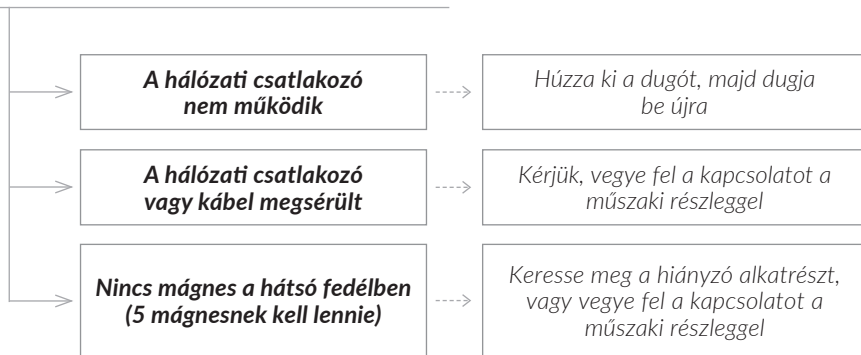 A hálózati csatlakozó
nem működik
Húzza ki a dugót, majd dugja
be újra
A hálózati csatlakozó
vagy kábel megsérült
Kérjük, vegye fel a kapcsolatot a
műszaki részleggel
Nincs mágnes a hátsó fedélben
(5 mágnesnek kell lennie)
Keresse meg a hiányzó alkatrészt,
vagy vegye fel a kapcsolatot a
műszaki részleggel